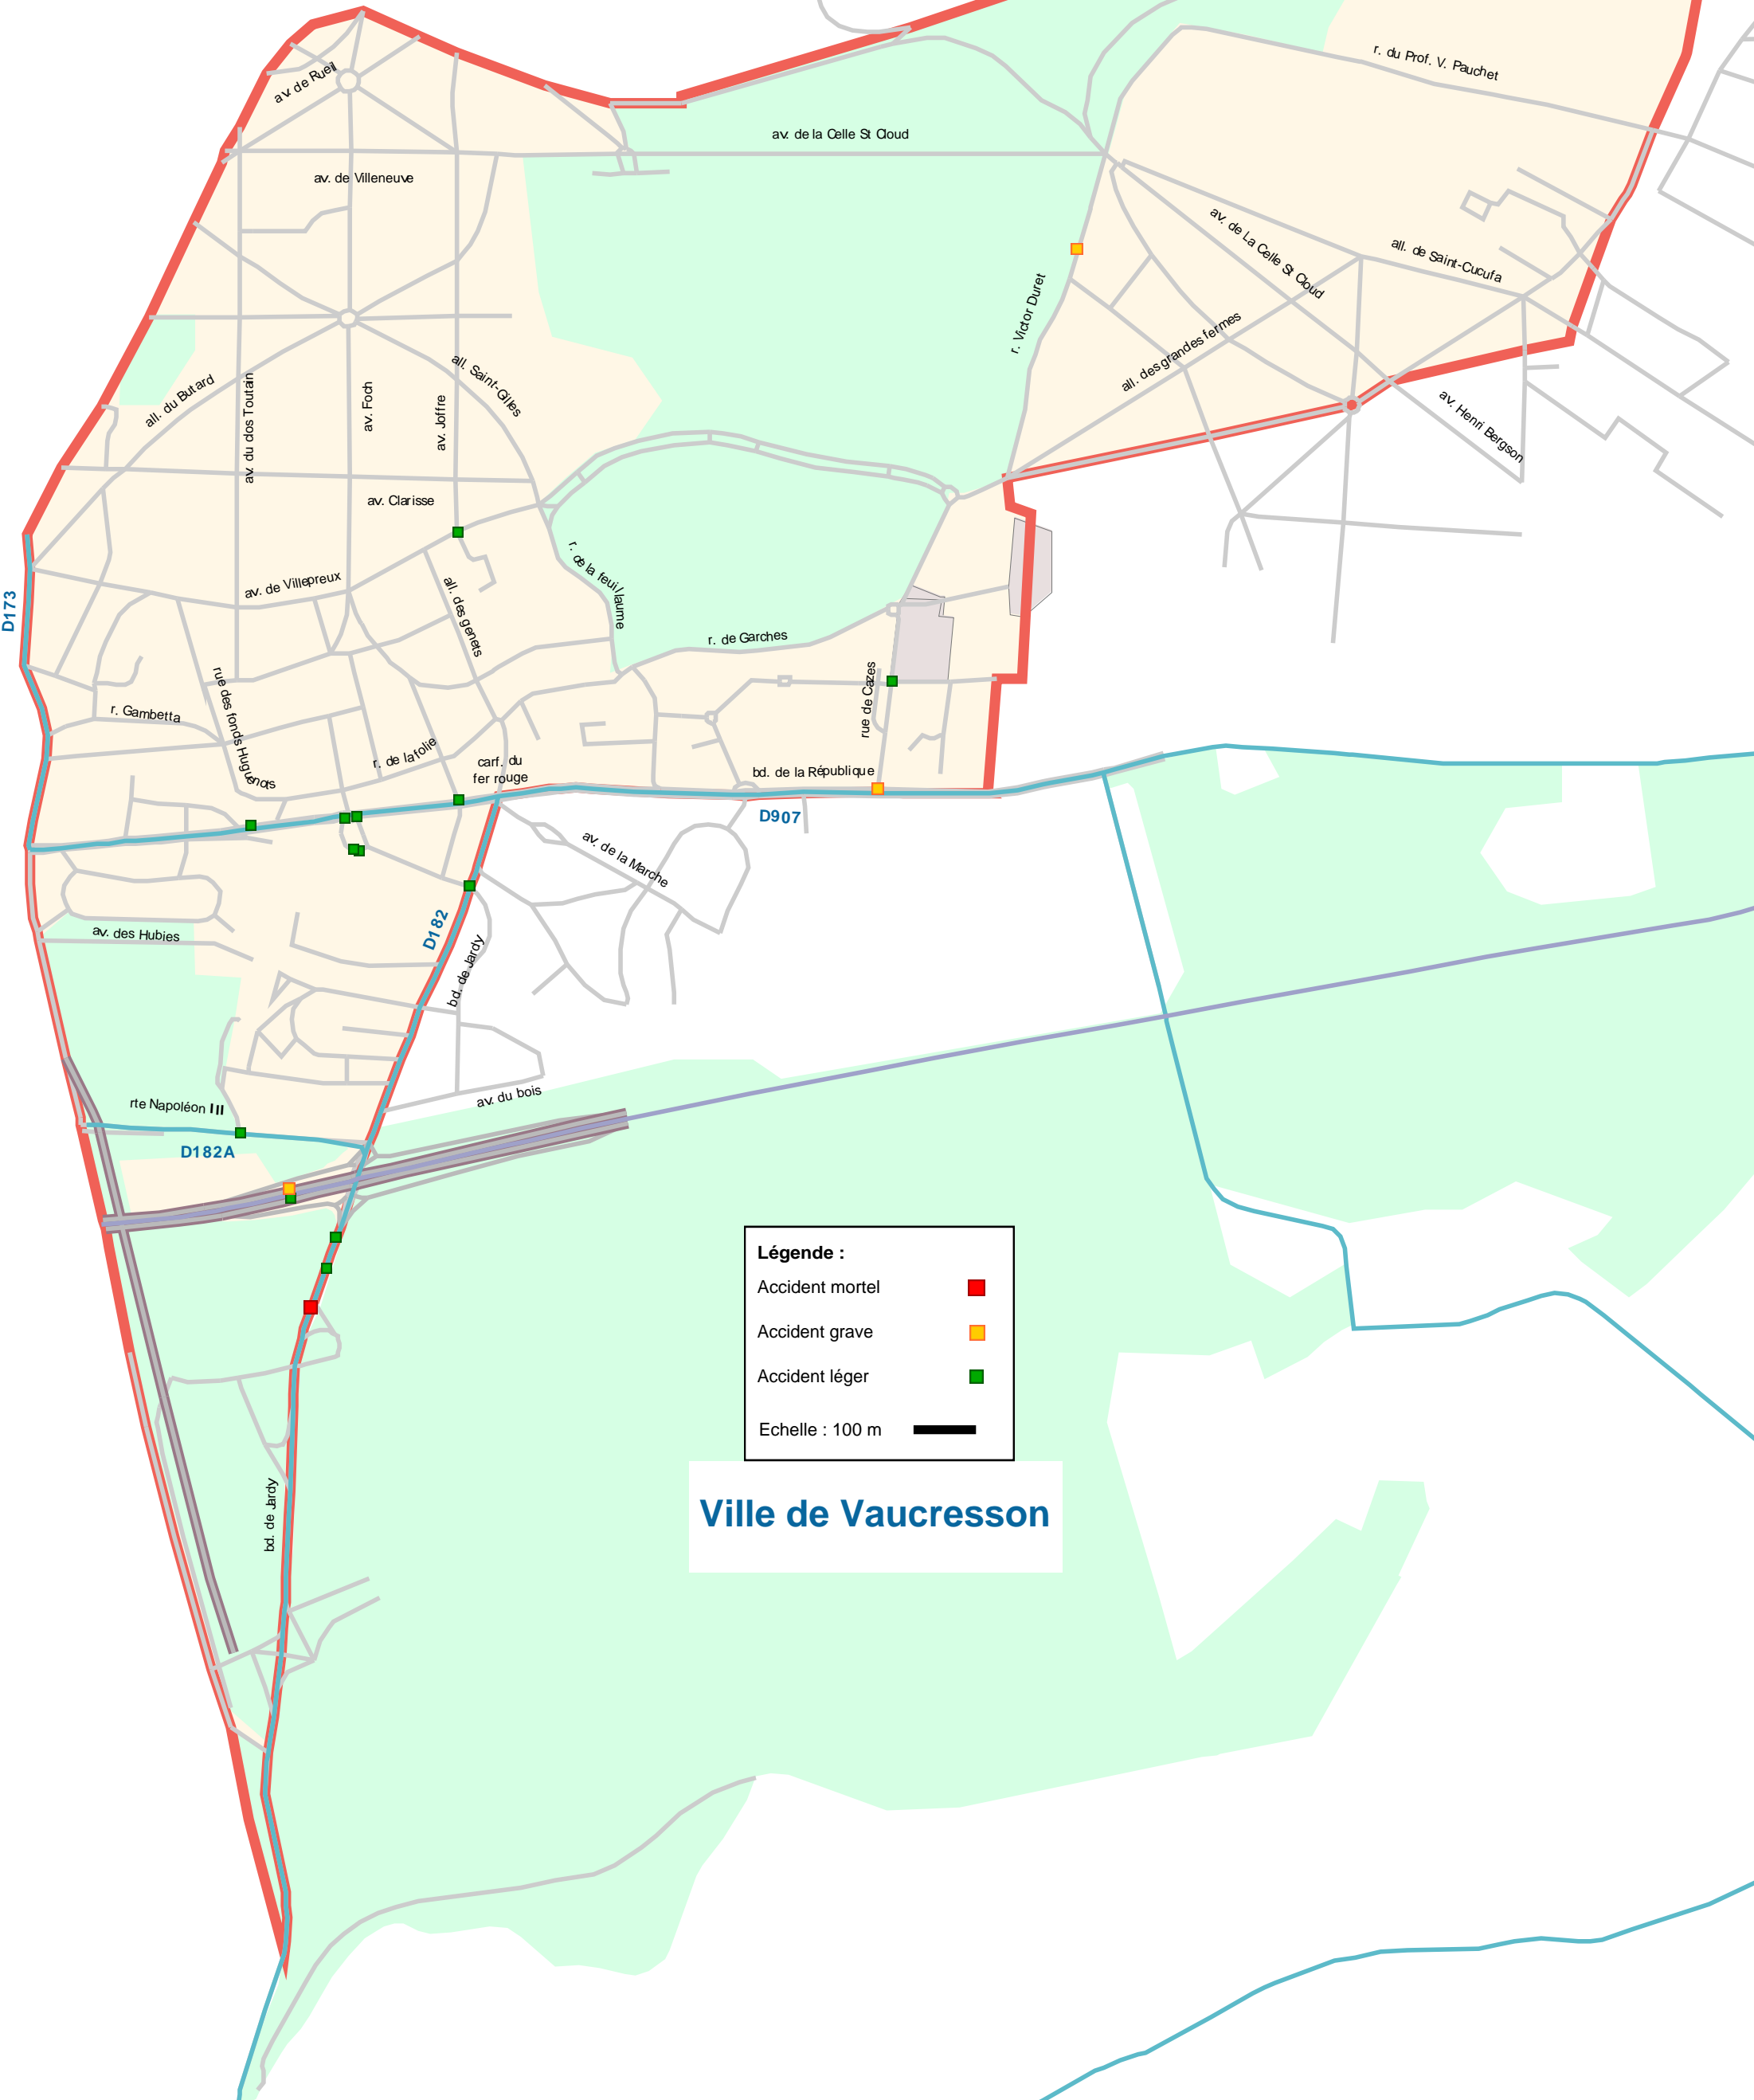 r. du Prof. V. Pauchet
av. de Rueil
av. de la Celle St Cloud
av. de Villeneuve
av. de La Celle St Cloud
all. de Saint-Cucufa
r. Victor Duret
all. des grandes fermes
all. Saint-Gilles
all. du Butard
av. du dos Toutain
av. Foch
av. Joffre
av. Henri Bergson
av. Clarisse
r. de la feuillaume
av. de Villepreux
all. des genets
D173
r. de Garches
rue des fonds Huguenots
rue de Cazes
r. Gambetta
r. de la folie
carf. du
fer rouge
bd. de la République
D907
av. de la Marche
D182
av. des Hubies
bd. de Jardy
av. du bois
rte Napoléon III
D182A
Légende :
Accident mortel
Accident grave
Accident léger
Echelle : 100 m
bd. de Jardy
Ville de Vaucresson